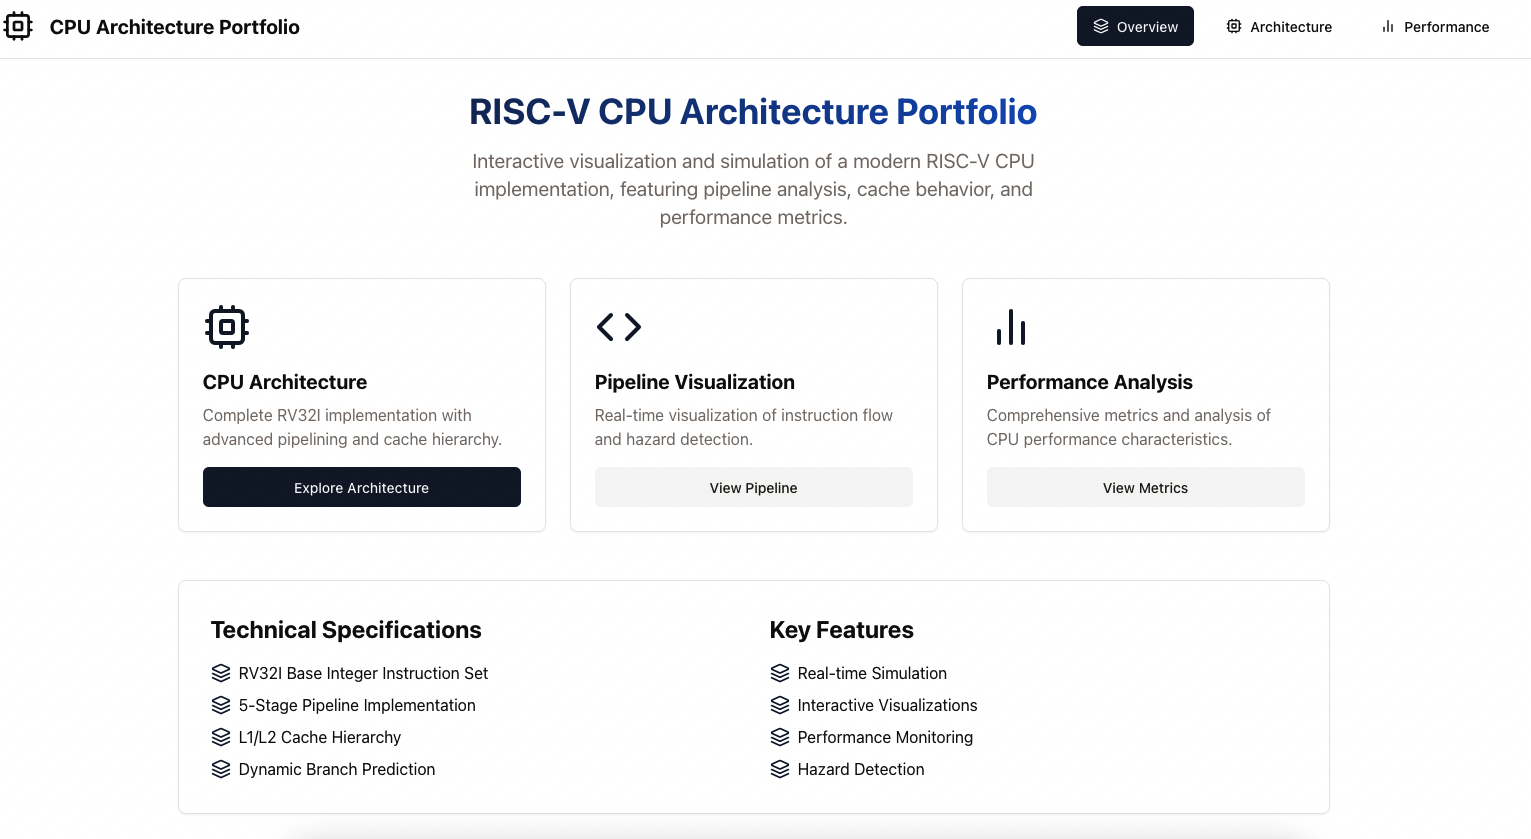 CPU Architecture Portfolio
Overview
Architecture
Performance
RISC-V CPU Architecture Portfolio
Interactive visualization and simulation of a modern RISC-V CPU
implementation, featuring pipeline analysis, cache behavior, and
performance metrics.
CPU Architecture
Complete RV32I implementation with
advanced pipelining and cache hierarchy.
Explore Architecture
Pipeline Visualization
Real-time visualization of instruction flow
and hazard detection.
View Pipeline
Performance Analysis
Comprehensive metrics and analysis of
CPU performance characteristics.
View Metrics
Technical Specifications
RV32I Base Integer Instruction Set
5-Stage Pipeline Implementation
L1/L2 Cache Hierarchy
Dynamic Branch Prediction
Key Features
Real-time Simulation
Interactive Visualizations
Performance Monitoring
Hazard Detection